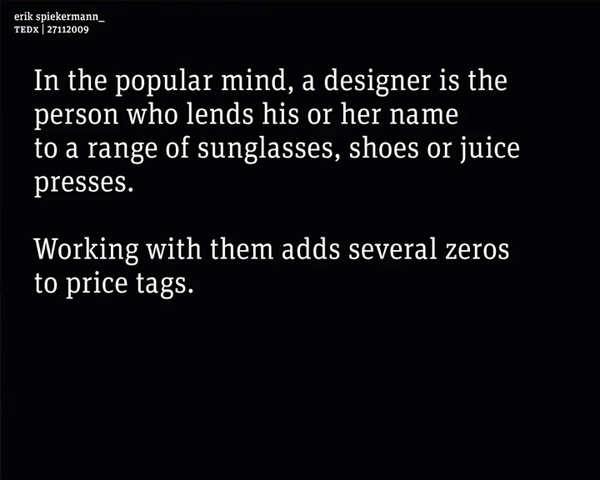 erik spiekermann_
TEDX | 27112009
In the popular mind, a designer is the
person who lends his or her name
to a range of sunglasses, shoes or juice
presses.
Working with them adds several zeros
to price tags.